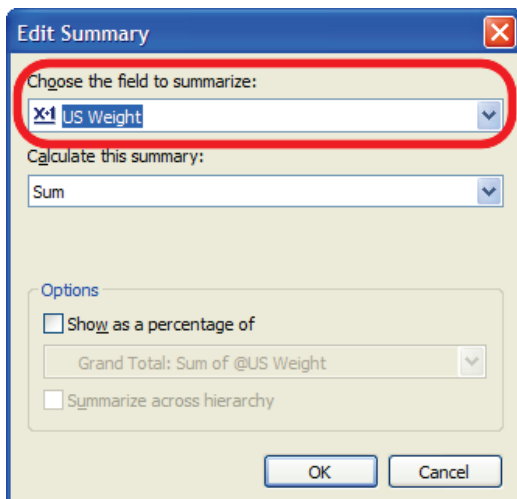 Edit Summary
Choose the field to summarize:
X+1 US Weight
Calculate this summary:
Sum
Options
Show as a percentage of
Grand Total: Sum of @US Weight
Summarize across hierarchy
OK Cancel